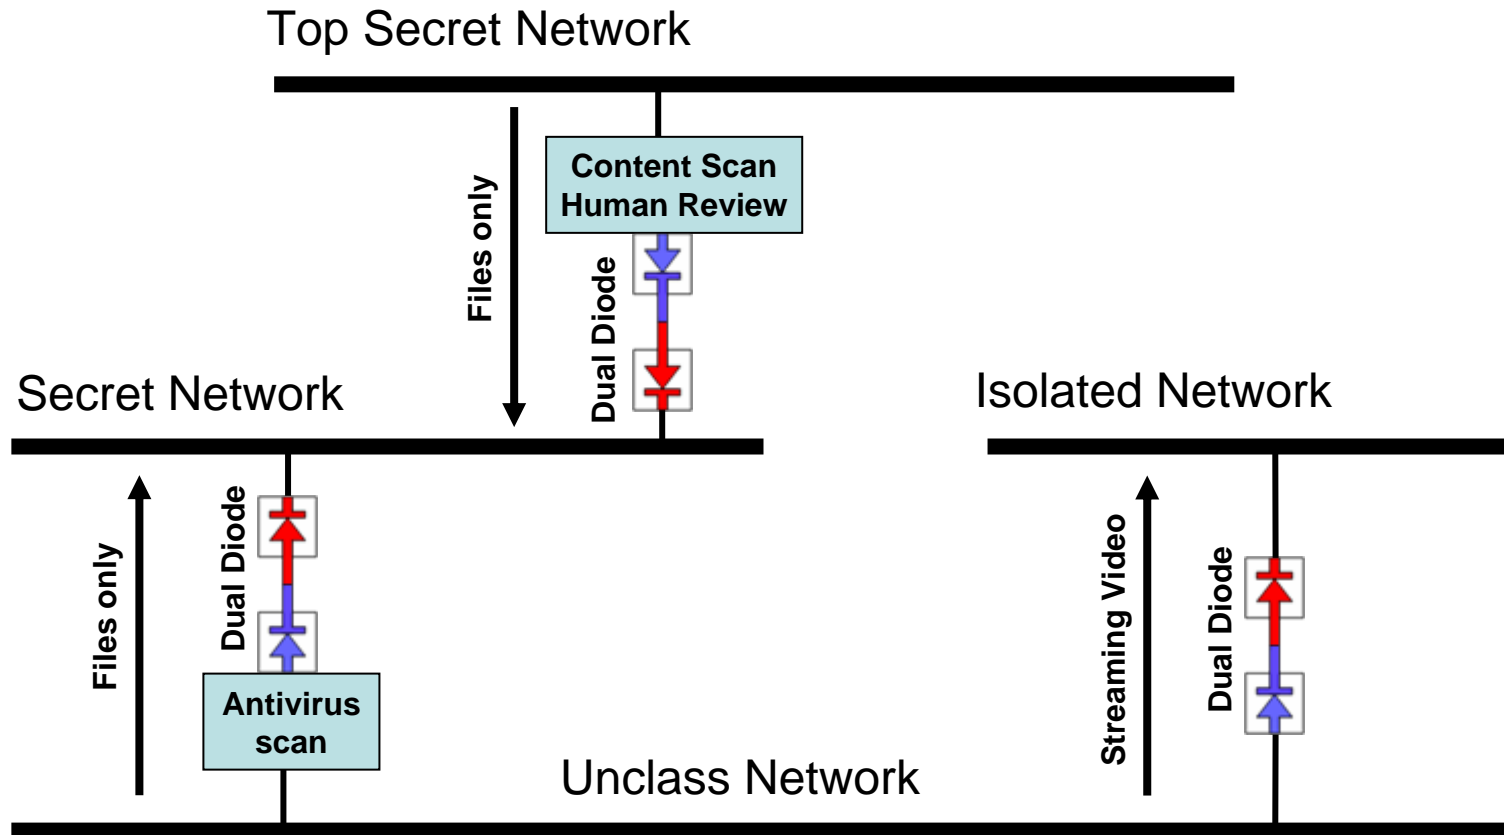 Top Secret Network
Content Scan
Human Review
Files only
Dual Diode
Secret Network
Isolated Network
Files only
Dual Diode
Antivirus
scan
Streaming Video
Dual Diode
Unclass Network